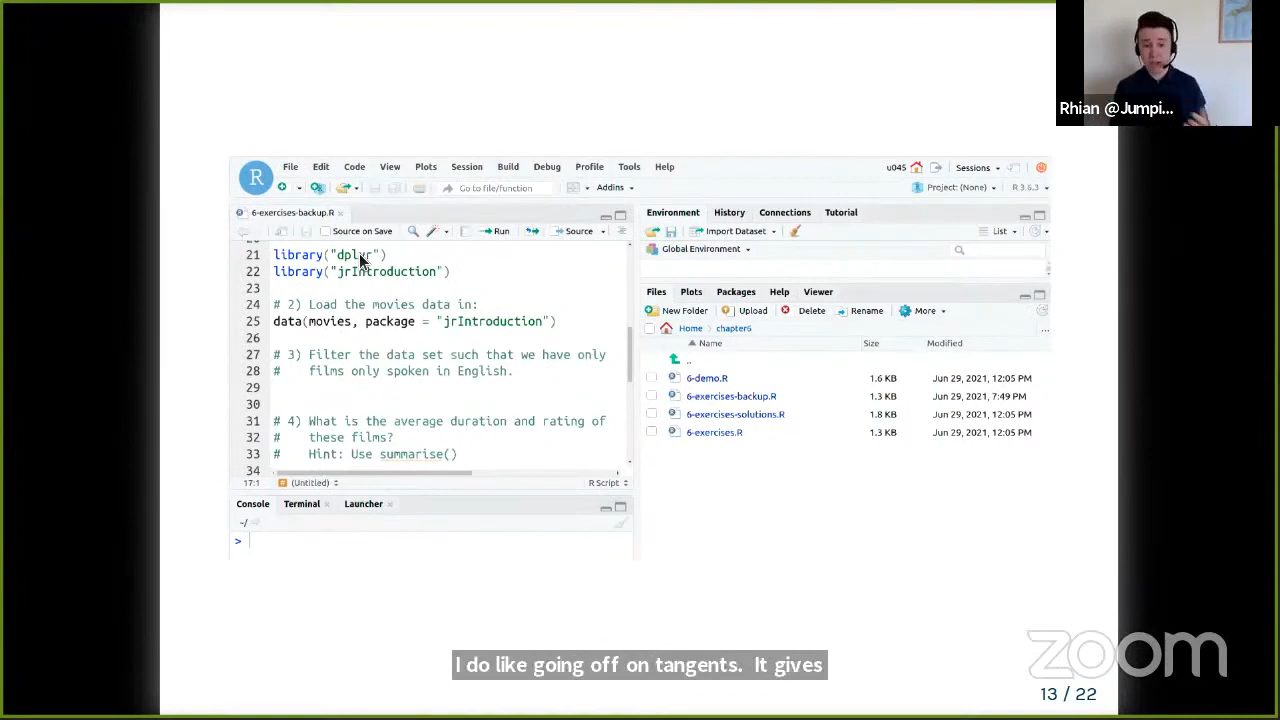 Rhian @Jumpi...
R
File Edit Code View Plots Session Build Debug Profile Tools Help
u045 Sessions
Go to file/function Addins
Project: (None) R 3.6.3
6-exercises-backup.R
Source on Save Run Source
21 library("dplyr")
22 library("jrIntroduction")
23
24 # 2) Load the movies data in:
25 data(movies, package = "jrIntroduction")
26
27 # 3) Filter the data set such that we have only
28 # films only spoken in English.
29
30
31 # 4) What is the average duration and rating of
32 # these films?
33 # Hint: Use summarise()
34
17:1 (Untitled) R Script
Console Terminal Launcher
~/
>
Environment History Connections Tutorial
Import Dataset List
Global Environment
Files Plots Packages Help Viewer
New Folder Upload Delete Rename More
Home chapter6 ...
Name Size Modified
..
6-demo.R 1.6 KB Jun 29, 2021, 12:05 PM
6-exercises-backup.R 1.3 KB Jun 29, 2021, 7:49 PM
6-exercises-solutions.R 1.8 KB Jun 29, 2021, 12:05 PM
6-exercises.R 1.3 KB Jun 29, 2021, 12:05 PM
I do like going off on tangents. It gives
zoom
13 / 22